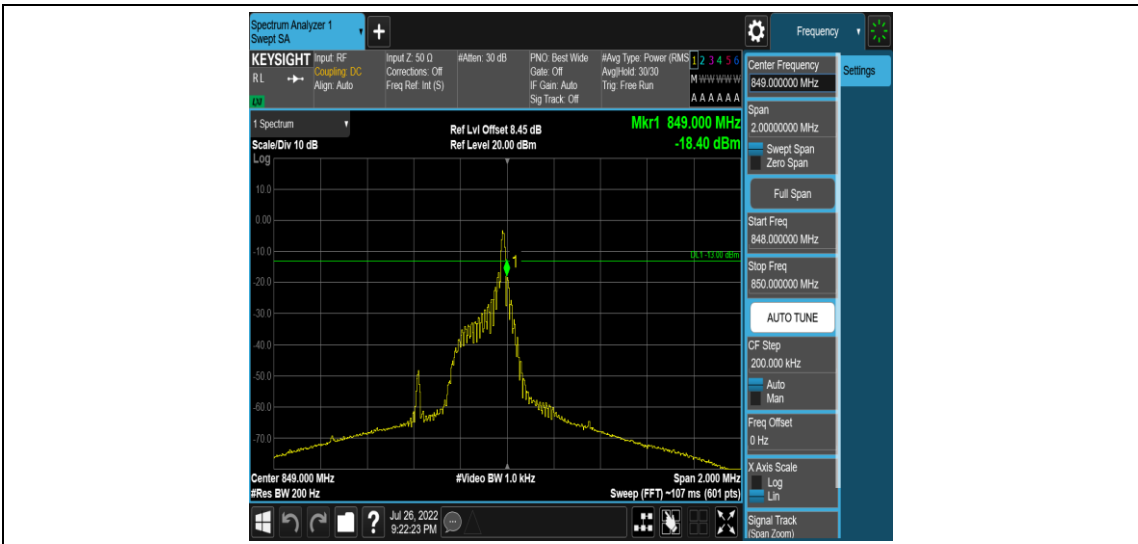 Spectrum Analyzer 1
Swept SA
Frequency
KEYSIGHT
RL
LNI
Input: RF
Coupling: DC
Align: Auto
Input Z: 50 Ω
Corrections: Off
Freq Ref: Int (S)
#Atten: 30 dB
PNO: Best Wide
Gate: Off
IF Gain: Auto
Sig Track: Off
#Avg Type: Power (RMS
Avg|Hold: 30/30
Trig: Free Run
1 2 3 4 5 6
M W W W W W
A A A A A A
Center Frequency
849.000000 MHz
Settings
Span
2.00000000 MHz
Swept Span
Zero Span
Full Span
Start Freq
848.000000 MHz
Stop Freq
850.000000 MHz
AUTO TUNE
CF Step
200.000 kHz
Auto
Man
Freq Offset
0 Hz
X Axis Scale
Log
Lin
Signal Track
(Span Zoom)
1 Spectrum
Scale/Div 10 dB
Ref Lvl Offset 8.45 dB
Ref Level 20.00 dBm
Mkr1 849.000 MHz
-18.40 dBm
Log
10.0
0.00
-10.0
DL1 -13.00 dBm
1
-20.0
-30.0
-40.0
-50.0
-60.0
-70.0
Center 849.000 MHz
#Video BW 1.0 kHz
Span 2.000 MHz
#Res BW 200 Hz
Sweep (FFT) ~107 ms (601 pts)
?
Jul 26, 2022
9:22:23 PM